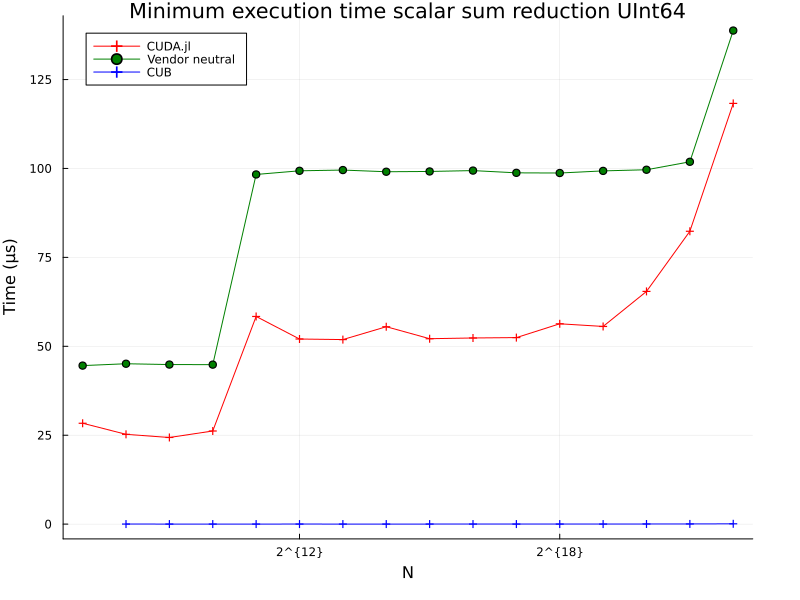 Minimum execution time scalar sum reduction UInt64
CUDA.jl
Vendor neutral
CUB
Time (μs)
125
100
75
50
25
0
2^{12}
2^{18}
N